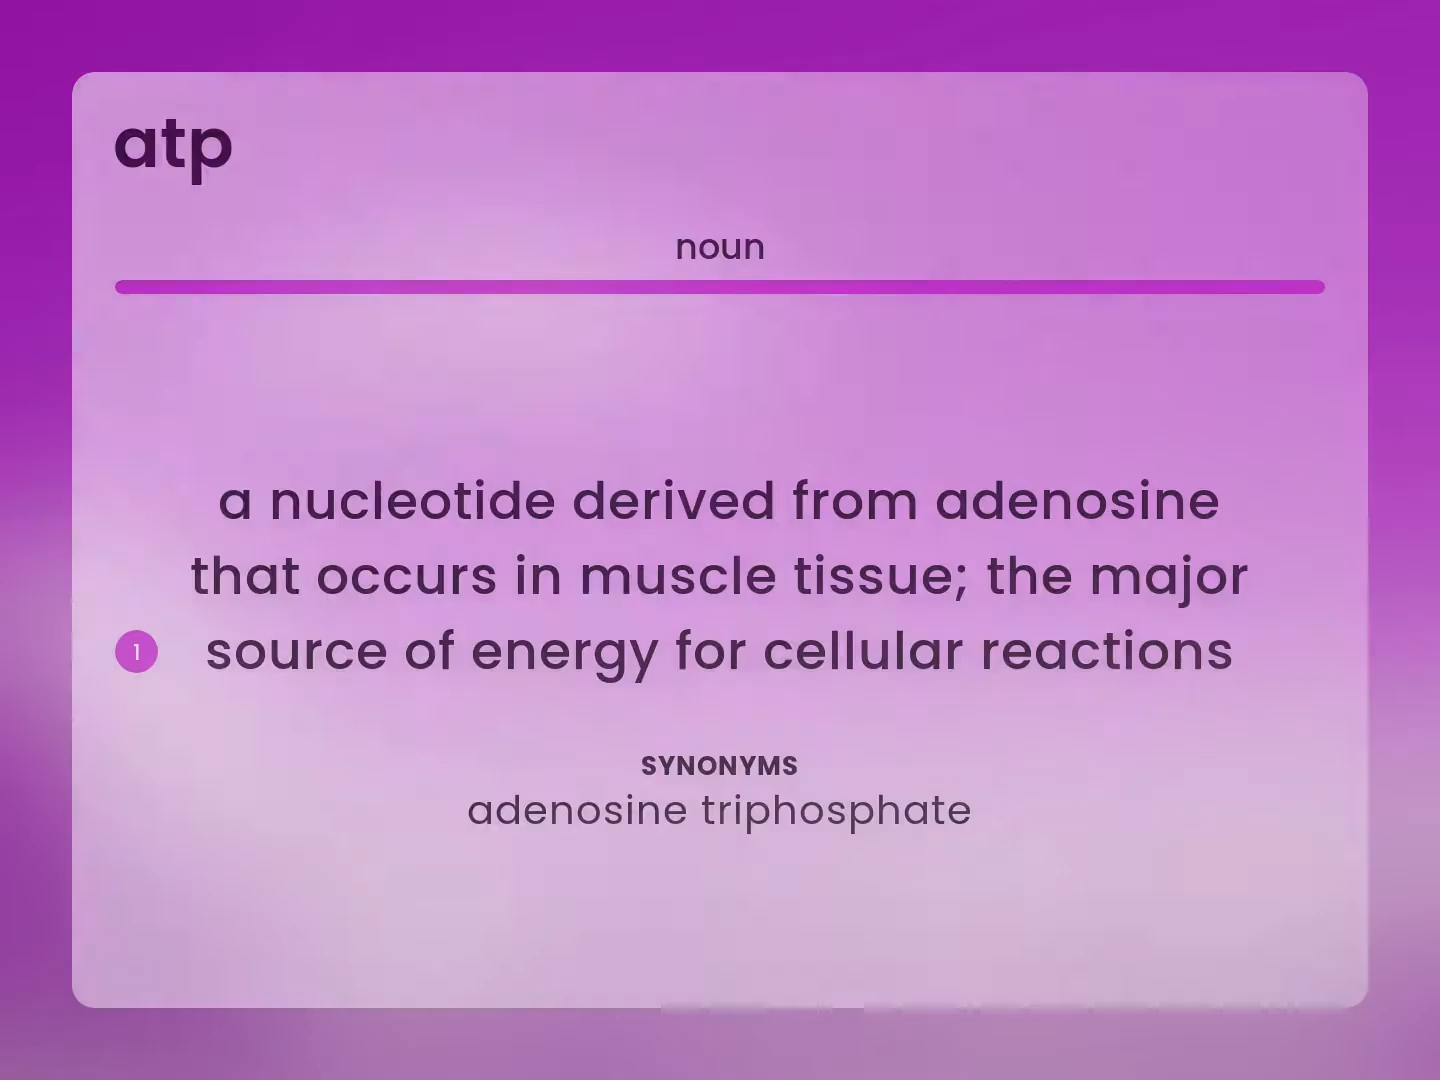 atp
noun
a nucleotide derived from adenosine
that occurs in muscle tissue; the major
1 source of energy for cellular reactions
SYNONYMS
adenosine triphosphate